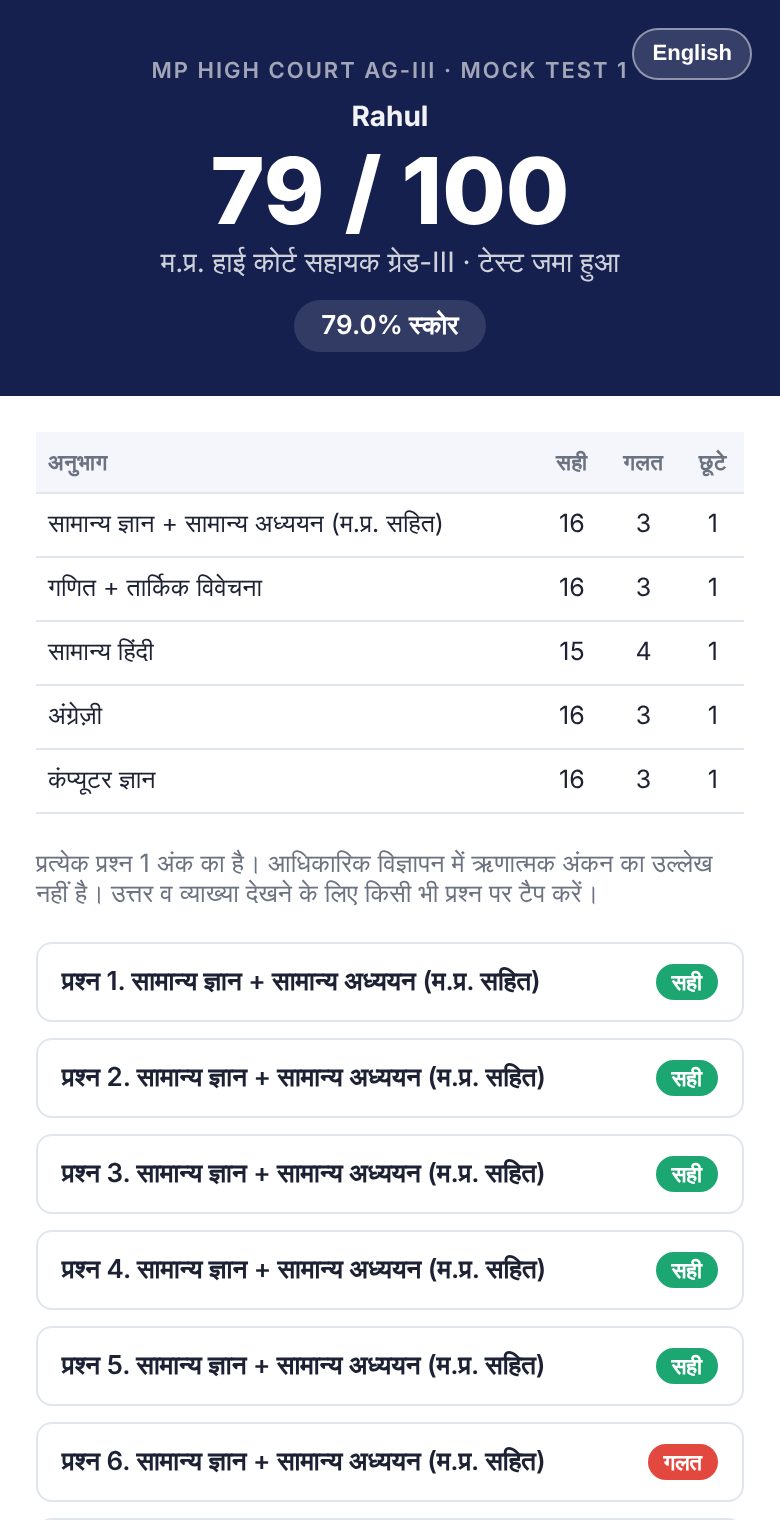 English
MP HIGH COURT AG-III · MOCK TEST 1
Rahul
79 / 100
म.प्र. हाई कोर्ट सहायक ग्रेड-III · टेस्ट जमा हुआ
79.0% स्कोर
अनुभाग सही गलत छूटे
सामान्य ज्ञान + सामान्य अध्ययन (म.प्र. सहित) 16 3 1
गणित + तार्किक विवेचना 16 3 1
सामान्य हिंदी 15 4 1
अंग्रेज़ी 16 3 1
कंप्यूटर ज्ञान 16 3 1
प्रत्येक प्रश्न 1 अंक का है। आधिकारिक विज्ञापन में ऋणात्मक अंकन का उल्लेख
नहीं है। उत्तर व व्याख्या देखने के लिए किसी भी प्रश्न पर टैप करें।
प्रश्न 1. सामान्य ज्ञान + सामान्य अध्ययन (म.प्र. सहित) सही
प्रश्न 2. सामान्य ज्ञान + सामान्य अध्ययन (म.प्र. सहित) सही
प्रश्न 3. सामान्य ज्ञान + सामान्य अध्ययन (म.प्र. सहित) सही
प्रश्न 4. सामान्य ज्ञान + सामान्य अध्ययन (म.प्र. सहित) सही
प्रश्न 5. सामान्य ज्ञान + सामान्य अध्ययन (म.प्र. सहित) सही
प्रश्न 6. सामान्य ज्ञान + सामान्य अध्ययन (म.प्र. सहित) गलत